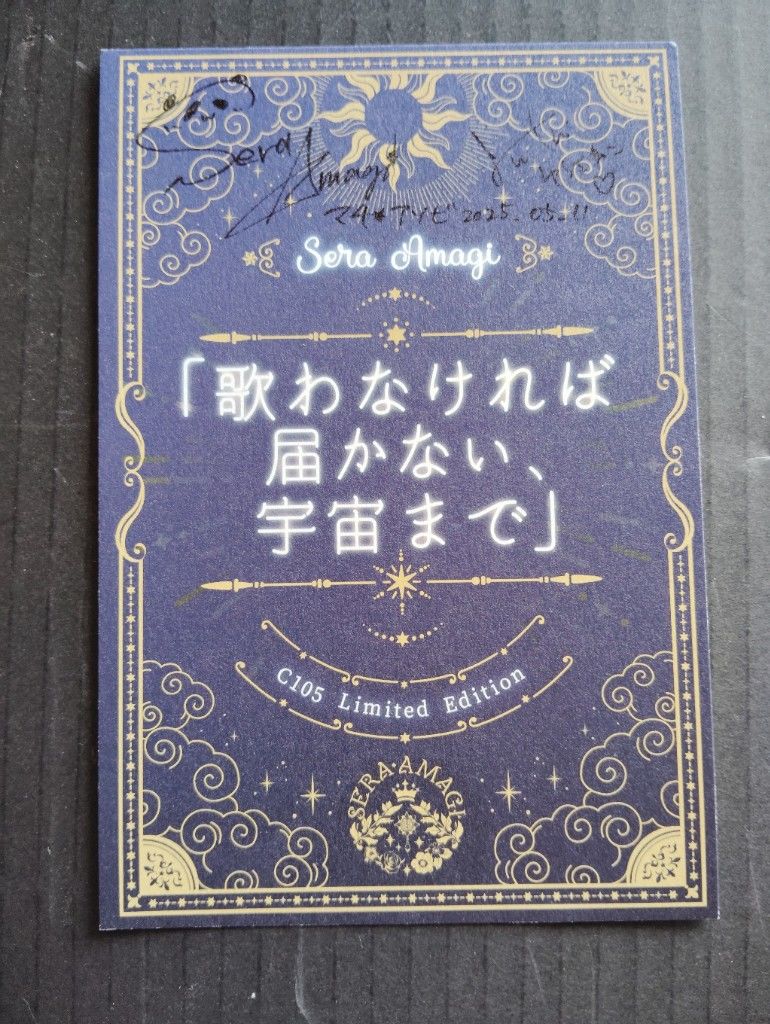 Sera
Amagi
マチ★アソビ 2025.05.11
Sera Amagi
「歌わなければ
届かない、
宇宙まで」
C105 Limited Edition
SERA AMAGI